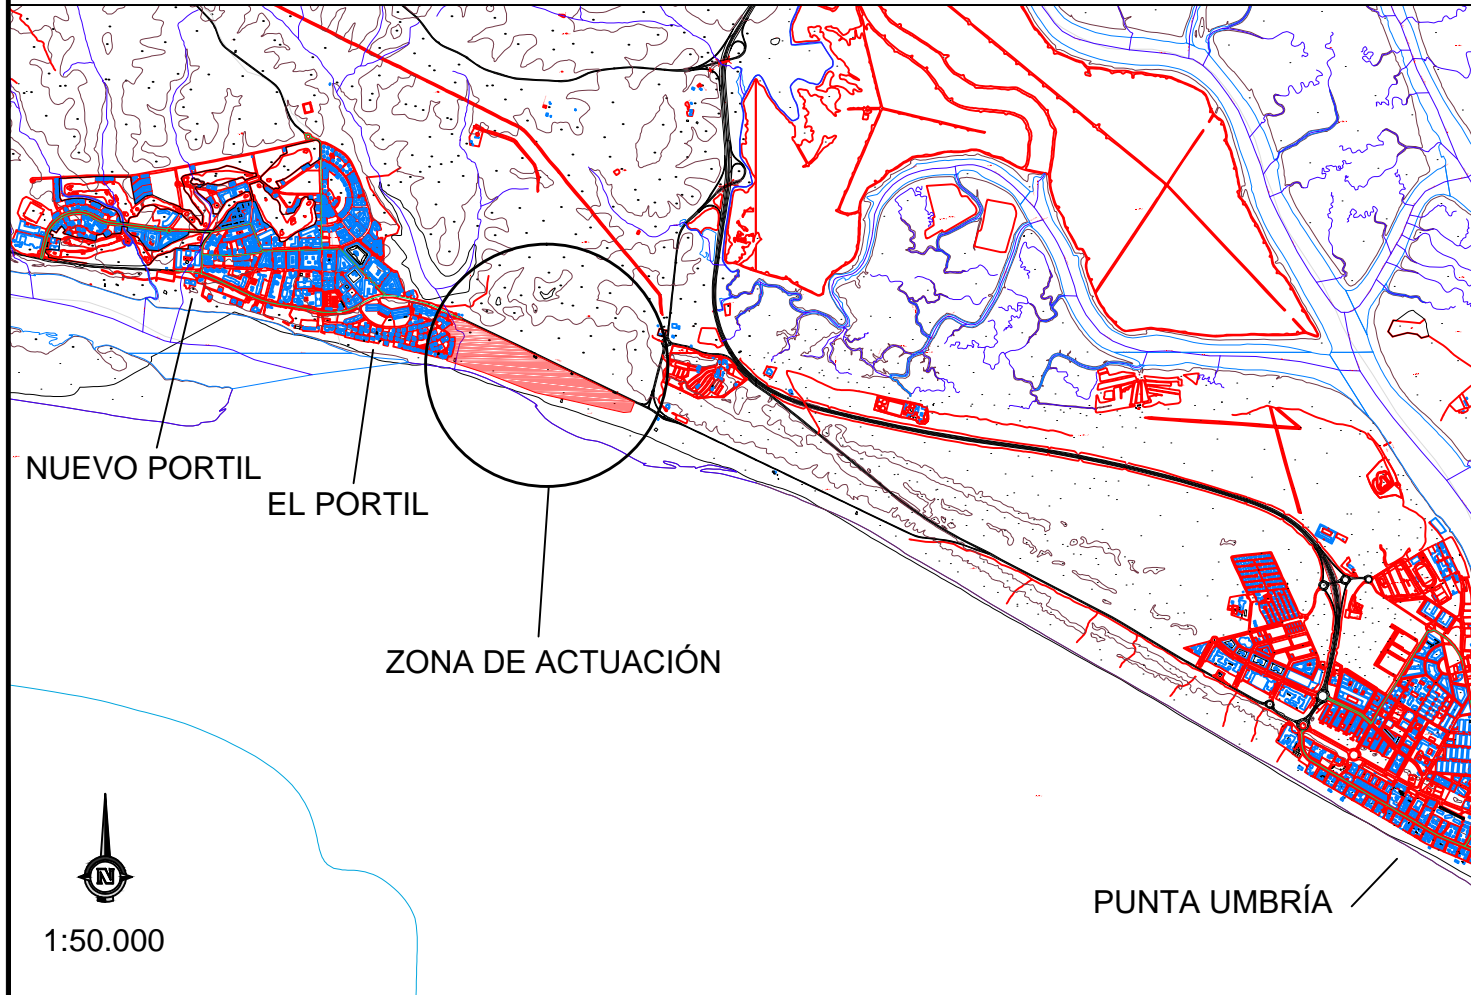 NUEVO PORTIL
EL PORTIL
ZONA DE ACTUACIÓN
PUNTA UMBRÍA
N
1:50.000